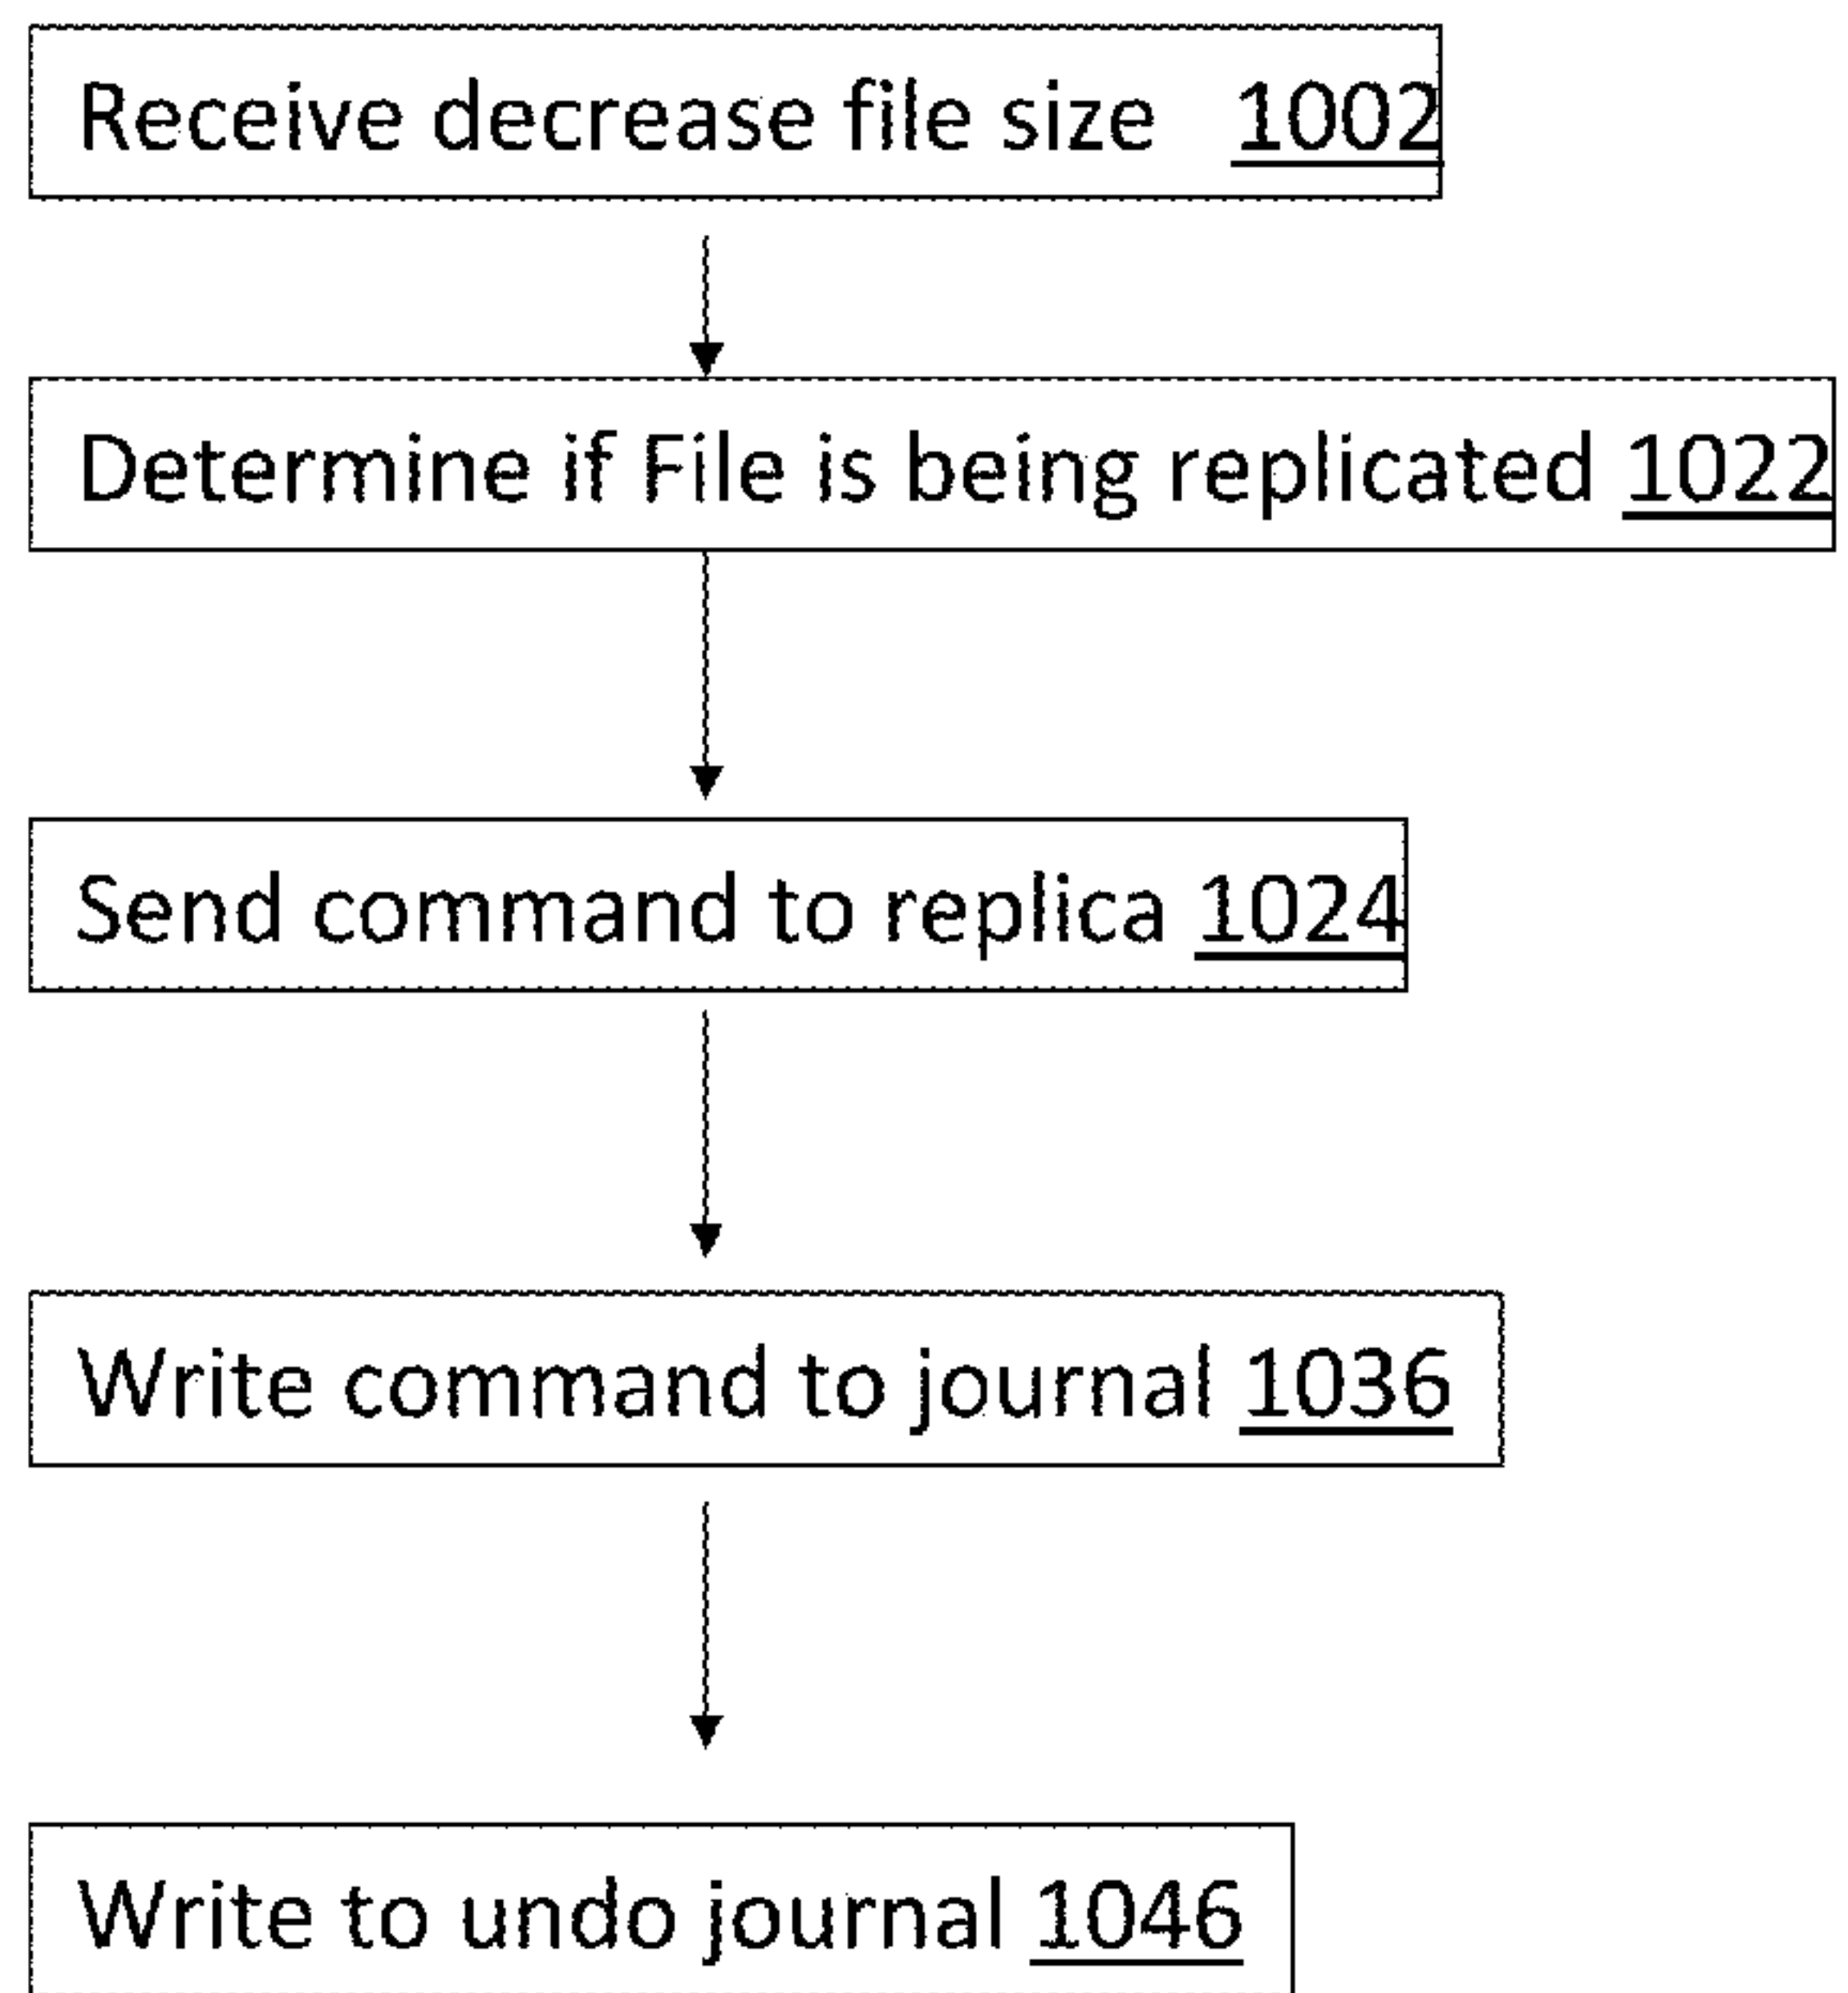 Receive decrease file size 1002
Determine if File is being replicated 1022
Send command to replica 1024
Write command to journal 1036
Write to undo journal 1046